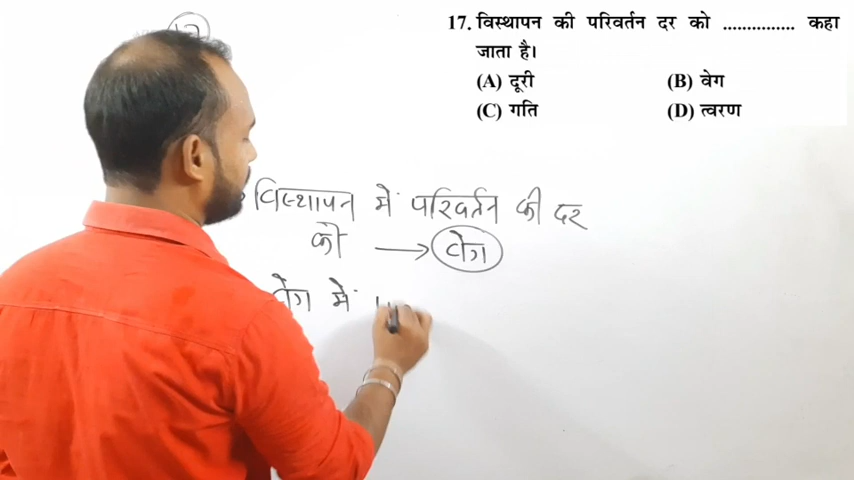 17. विस्थापन की परिवर्तन दर को ............... कहा
जाता है।
(A) दूरी (B) वेग
(C) गति (D) त्वरण
विस्थापन में परिवर्तन की दर
को → वेग
वेग में